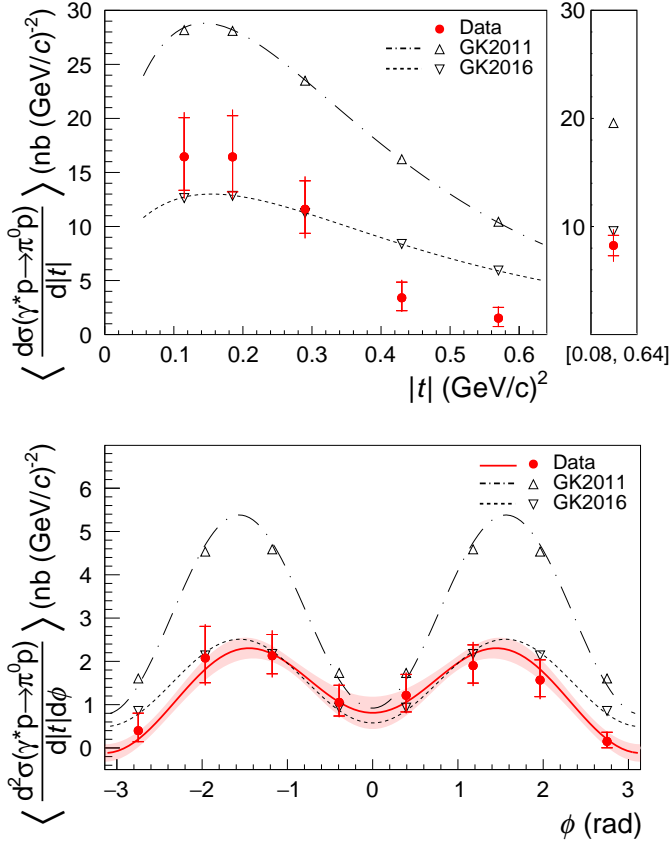 ⟨ dσ(γ*p→π⁰p) / d|t| ⟩ (nb (GeV/c)⁻²)
30
25
20
15
10
5
0
0 0.1 0.2 0.3 0.4 0.5 0.6
|t| (GeV/c)²
Data
GK2011
GK2016
30
20
10
[0.08, 0.64]
⟨ d²σ(γ*p→π⁰p) / d|t|dϕ ⟩ (nb (GeV/c)⁻²)
6
5
4
3
2
1
0
−3 −2 −1 0 1 2 3
ϕ (rad)
Data
GK2011
GK2016